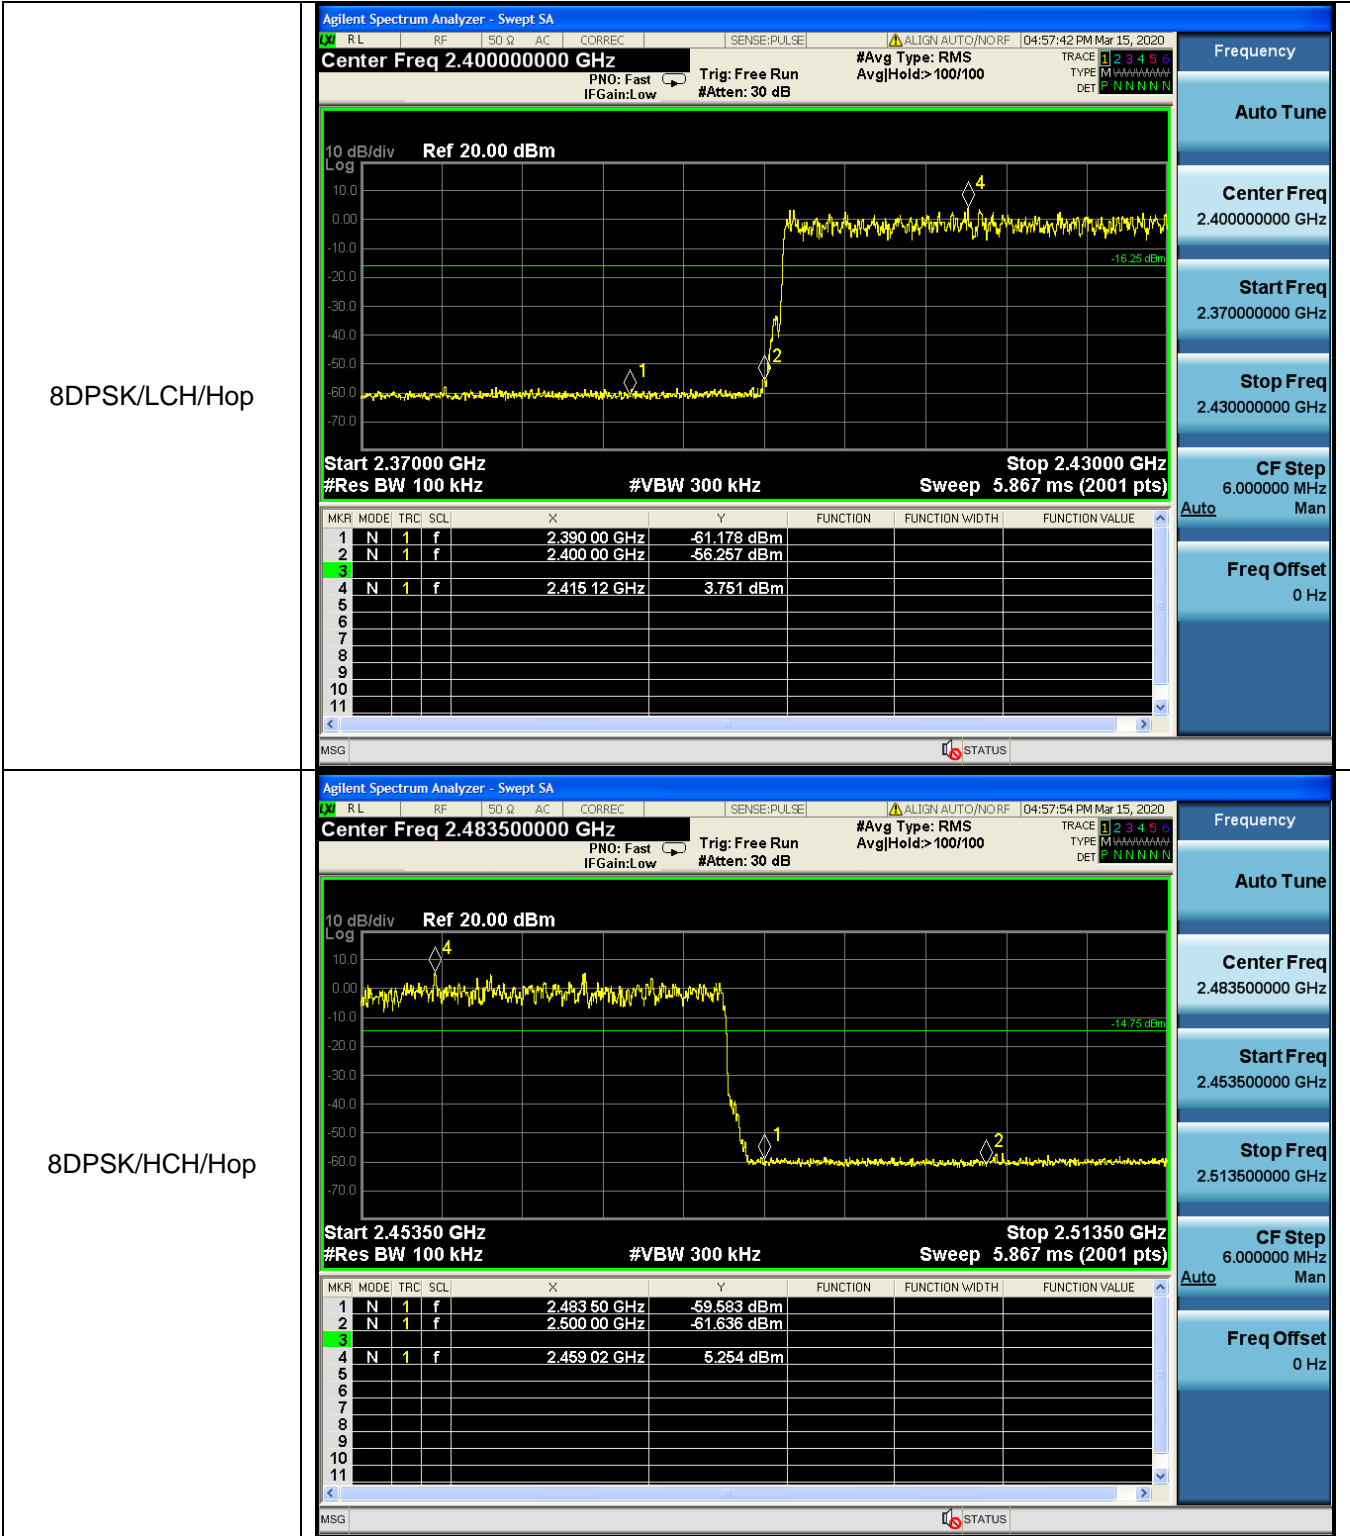 8DPSK/LCH/Hop
Agilent Spectrum Analyzer - Swept SA
LXI RL RF 50 Ω AC CORREC SENSE:PULSE ALIGN AUTO/NO RF 04:57:42 PM Mar 15, 2020
Center Freq 2.400000000 GHz
PNO: Fast
IFGain:Low
Trig: Free Run
#Atten: 30 dB
#Avg Type: RMS
Avg|Hold:>100/100
TRACE 1 2 3 4 5 6
TYPE M WWWWW
DET P N N N N N
10 dB/div Ref 20.00 dBm
Log
10.0
0.00
-10.0
-20.0
-30.0
-40.0
-50.0
-60.0
-70.0
4
-16.25 dBm
1
2
Start 2.37000 GHz Stop 2.43000 GHz
#Res BW 100 kHz #VBW 300 kHz Sweep 5.867 ms (2001 pts)
MKR MODE TRC SCL X Y FUNCTION FUNCTION WIDTH FUNCTION VALUE
1 N 1 f 2.390 00 GHz -61.178 dBm
2 N 1 f 2.400 00 GHz -56.257 dBm
3
4 N 1 f 2.415 12 GHz 3.751 dBm
5
6
7
8
9
10
11
MSG STATUS
Frequency
Auto Tune
Center Freq
2.400000000 GHz
Start Freq
2.370000000 GHz
Stop Freq
2.430000000 GHz
CF Step
6.000000 MHz
Auto Man
Freq Offset
0 Hz
8DPSK/HCH/Hop
Agilent Spectrum Analyzer - Swept SA
LXI RL RF 50 Ω AC CORREC SENSE:PULSE ALIGN AUTO/NO RF 04:57:54 PM Mar 15, 2020
Center Freq 2.483500000 GHz
PNO: Fast
IFGain:Low
Trig: Free Run
#Atten: 30 dB
#Avg Type: RMS
Avg|Hold:>100/100
TRACE 1 2 3 4 5 6
TYPE M WWWWW
DET P N N N N N
10 dB/div Ref 20.00 dBm
Log
10.0
0.00
-10.0
-20.0
-30.0
-40.0
-50.0
-60.0
-70.0
4
-14.75 dBm
1
2
Start 2.45350 GHz Stop 2.51350 GHz
#Res BW 100 kHz #VBW 300 kHz Sweep 5.867 ms (2001 pts)
MKR MODE TRC SCL X Y FUNCTION FUNCTION WIDTH FUNCTION VALUE
1 N 1 f 2.483 50 GHz -59.583 dBm
2 N 1 f 2.500 00 GHz -61.636 dBm
3
4 N 1 f 2.459 02 GHz 5.254 dBm
5
6
7
8
9
10
11
MSG STATUS
Frequency
Auto Tune
Center Freq
2.483500000 GHz
Start Freq
2.453500000 GHz
Stop Freq
2.513500000 GHz
CF Step
6.000000 MHz
Auto Man
Freq Offset
0 Hz